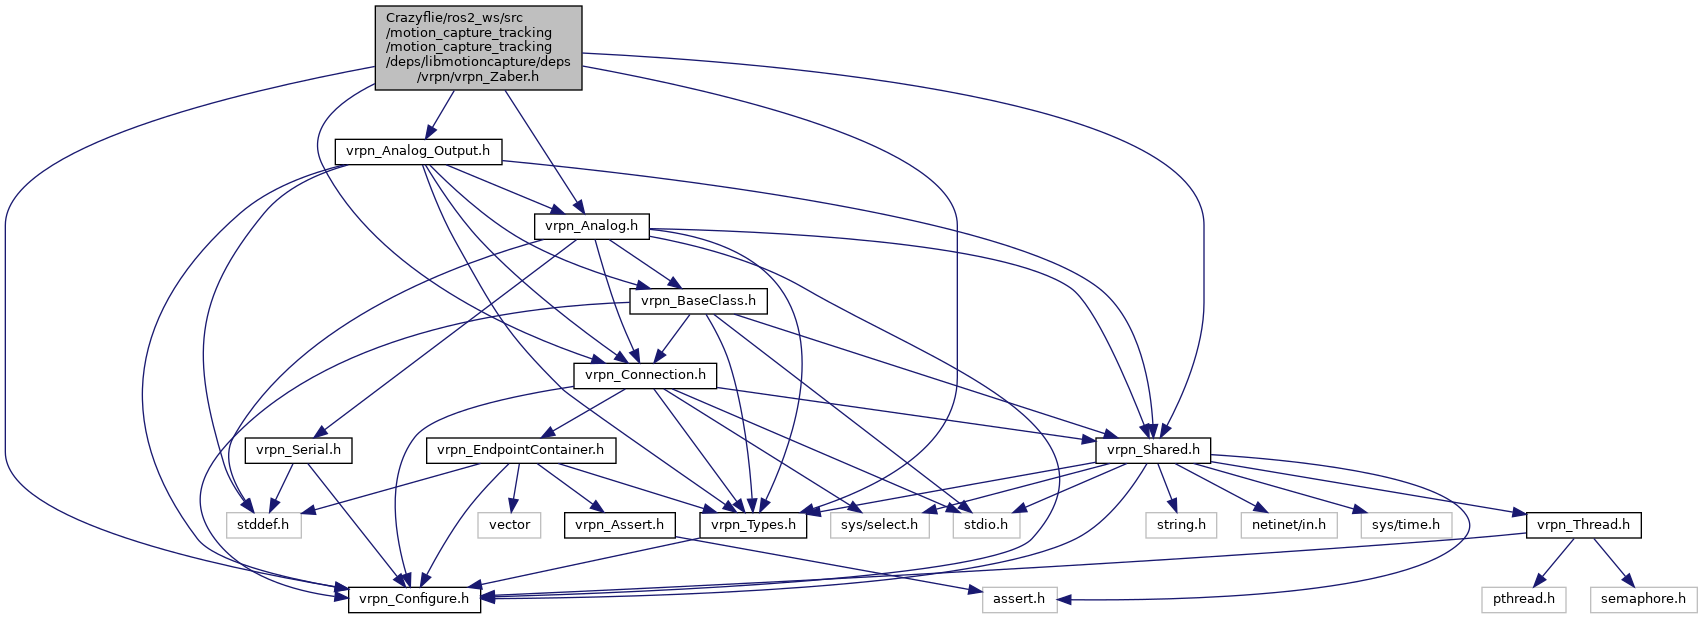 Crazyflie/ros2_ws/src
/motion_capture_tracking
/motion_capture_tracking
/deps/libmotioncapture/deps
/vrpn/vrpn_Zaber.h
vrpn_Analog_Output.h
vrpn_Analog.h
vrpn_BaseClass.h
vrpn_Connection.h
vrpn_Serial.h
vrpn_EndpointContainer.h
vrpn_Shared.h
stddef.h
vector
vrpn_Assert.h
vrpn_Types.h
sys/select.h
stdio.h
string.h
netinet/in.h
sys/time.h
vrpn_Thread.h
vrpn_Configure.h
assert.h
pthread.h
semaphore.h